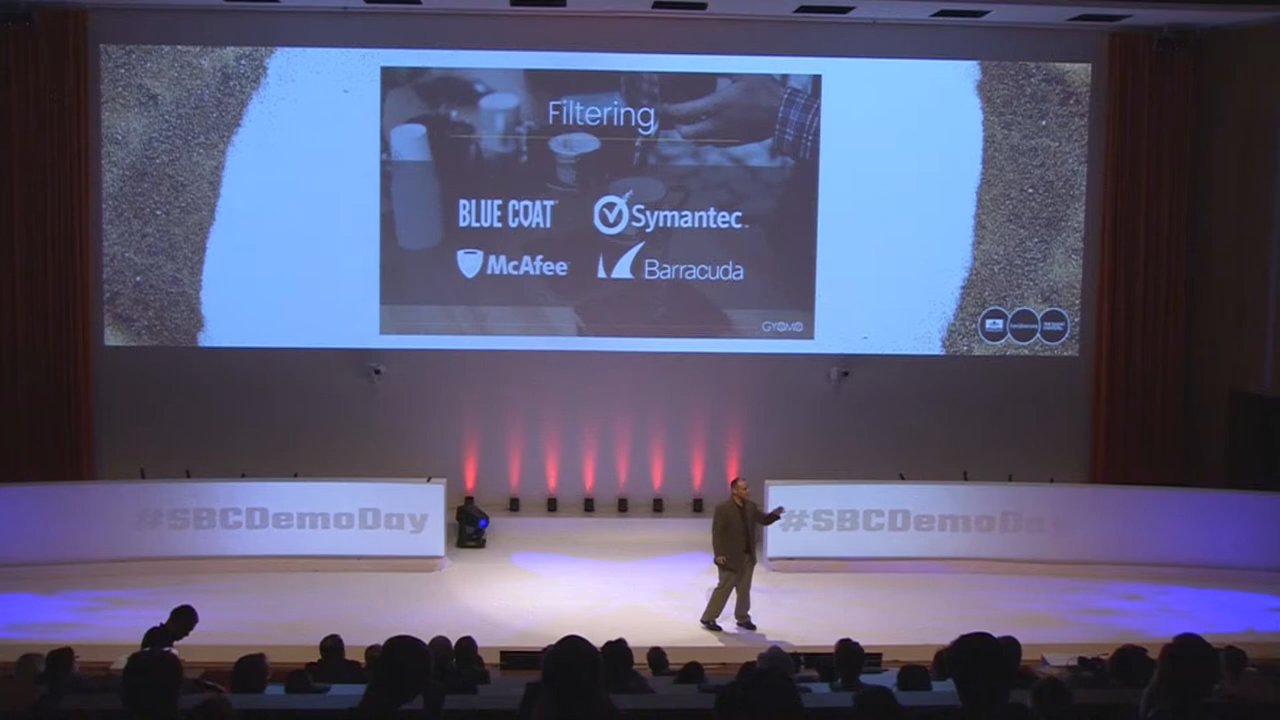 Filtering
BLUE COAT
Symantec
McAfee
Barracuda
GYOMO
#SBCDemoDay
#SBCDemoDa